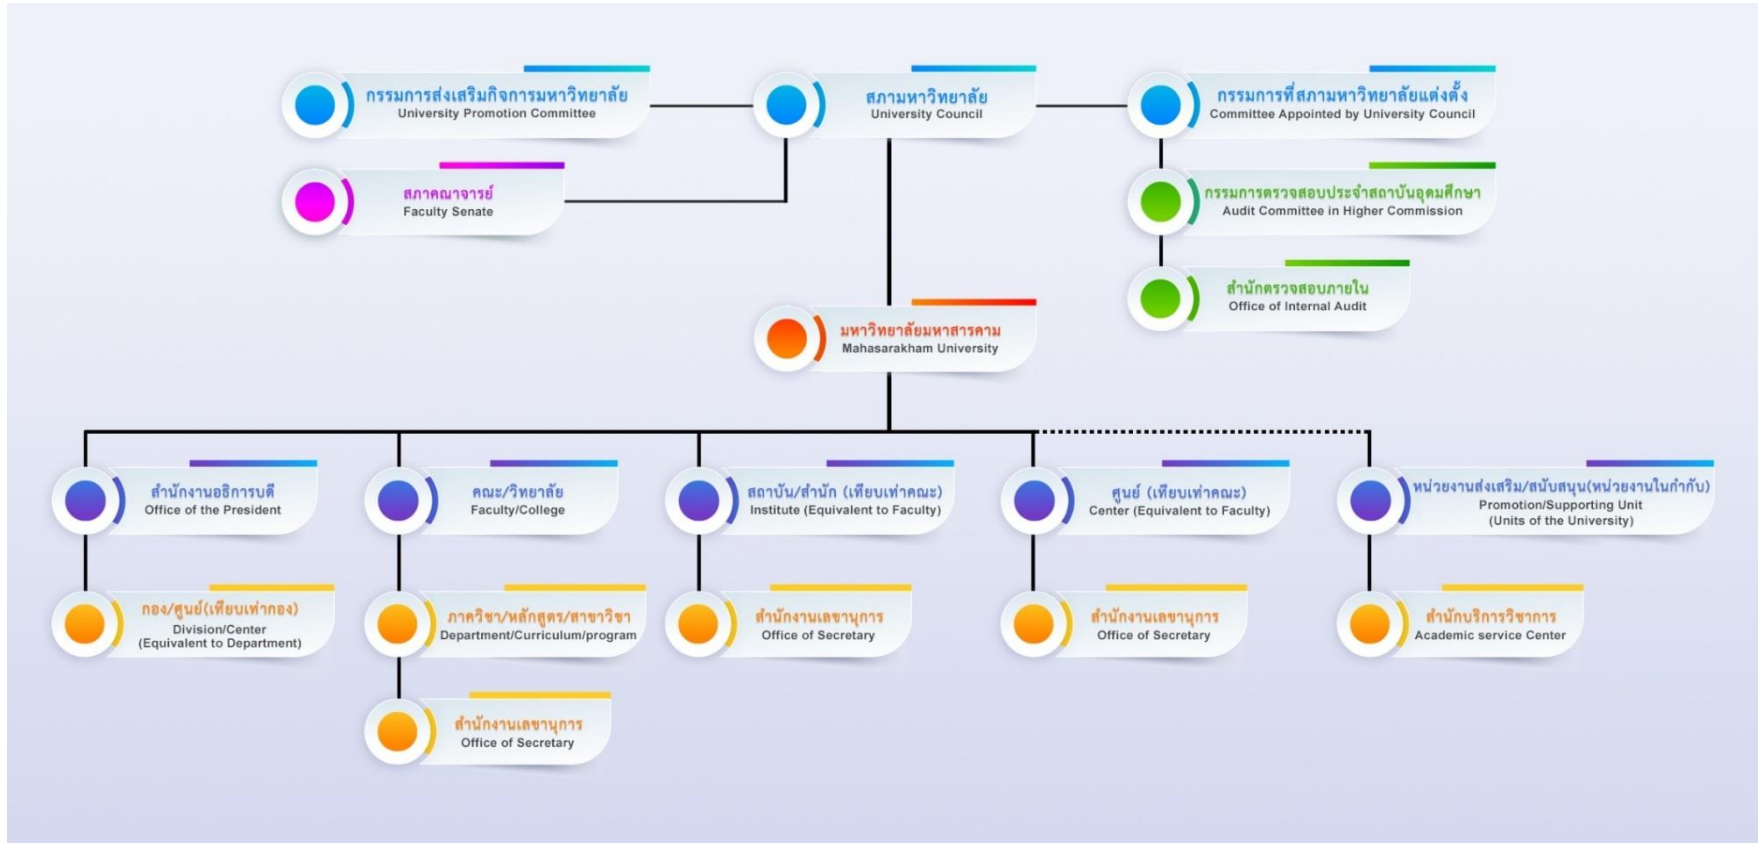 กรรมการส่งเสริมกิจการมหาวิทยาลัย
University Promotion Committee
สภามหาวิทยาลัย
University Council
กรรมการที่สภามหาวิทยาลัยแต่งตั้ง
Committee Appointed by University Council
สภาคณาจารย์
Faculty Senate
กรรมการตรวจสอบประจำสถาบันอุดมศึกษา
Audit Committee in Higher Commission
สำนักตรวจสอบภายใน
Office of Internal Audit
มหาวิทยาลัยมหาสารคาม
Mahasarakham University
สำนักงานอธิการบดี
Office of the President
คณะ/วิทยาลัย
Faculty/College
สถาบัน/สำนัก (เทียบเท่าคณะ)
Institute (Equivalent to Faculty)
ศูนย์ (เทียบเท่าคณะ)
Center (Equivalent to Faculty)
หน่วยงานส่งเสริม/สนับสนุน(หน่วยงานในกำกับ)
Promotion/Supporting Unit
(Units of the University)
กอง/ศูนย์(เทียบเท่ากอง)
Division/Center
(Equivalent to Department)
ภาควิชา/หลักสูตร/สาขาวิชา
Department/Curriculum/program
สำนักงานเลขานุการ
Office of Secretary
สำนักงานเลขานุการ
Office of Secretary
สำนักบริการวิชาการ
Academic service Center
สำนักงานเลขานุการ
Office of Secretary